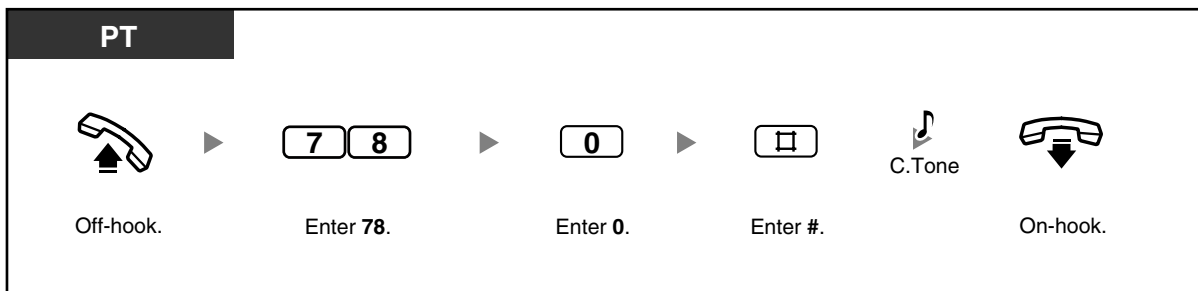 PT
7 8 0 #
C.Tone
Off-hook. Enter 78. Enter 0. Enter #. On-hook.